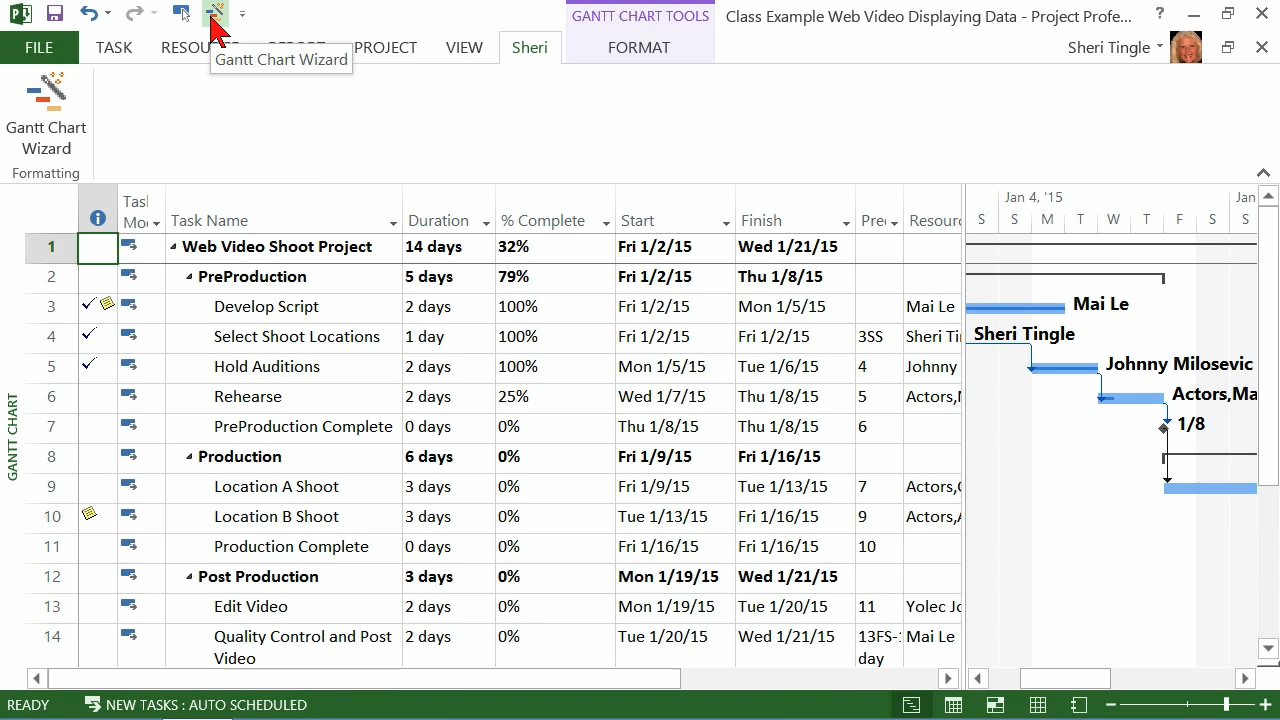 GANTT CHART TOOLS
Class Example Web Video Displaying Data - Project Profe...
?
FILE
TASK
PROJECT
VIEW
Sheri
FORMAT
Sheri Tingle
Gantt Chart Wizard
Gantt Chart
Wizard
Formatting
GANTT CHART
Task
Mo
Task Name
Duration
% Complete
Start
Finish
Pre
Resourc
Jan 4, '15
Jan
S S M T W T F S S
1 Web Video Shoot Project 14 days 32% Fri 1/2/15 Wed 1/21/15
2 PreProduction 5 days 79% Fri 1/2/15 Thu 1/8/15
3 Develop Script 2 days 100% Fri 1/2/15 Mon 1/5/15 Mai Le Mai Le
4 Select Shoot Locations 1 day 100% Fri 1/2/15 Fri 1/2/15 3SS Sheri Ti Sheri Tingle
5 Hold Auditions 2 days 100% Mon 1/5/15 Tue 1/6/15 4 Johnny Johnny Milosevic
6 Rehearse 2 days 25% Wed 1/7/15 Thu 1/8/15 5 Actors, Actors,Ma
7 PreProduction Complete 0 days 0% Thu 1/8/15 Thu 1/8/15 6 1/8
8 Production 6 days 0% Fri 1/9/15 Fri 1/16/15
9 Location A Shoot 3 days 0% Fri 1/9/15 Tue 1/13/15 7 Actors,
10 Location B Shoot 3 days 0% Tue 1/13/15 Fri 1/16/15 9 Actors,
11 Production Complete 0 days 0% Fri 1/16/15 Fri 1/16/15 10
12 Post Production 3 days 0% Mon 1/19/15 Wed 1/21/15
13 Edit Video 2 days 0% Mon 1/19/15 Tue 1/20/15 11 Yolec Jo
14 Quality Control and Post 2 days 0% Tue 1/20/15 Wed 1/21/15 13FS- Mai Le
Video day
READY
NEW TASKS : AUTO SCHEDULED